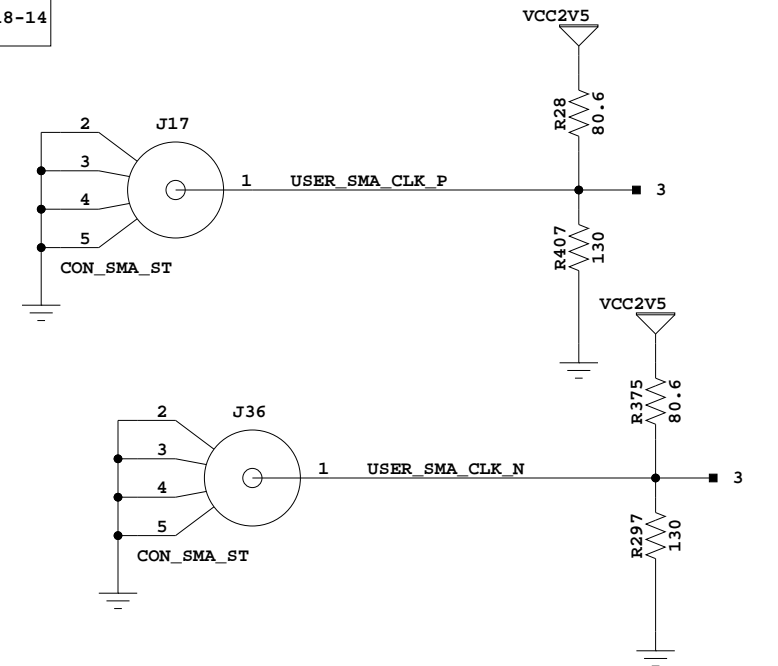 8-14
VCC2V5
R28
80.6
2
J17
3
1
USER_SMA_CLK_P
3
4
5
R407
130
CON_SMA_ST
VCC2V5
R375
80.6
2
J36
3
1
USER_SMA_CLK_N
3
4
5
R297
130
CON_SMA_ST